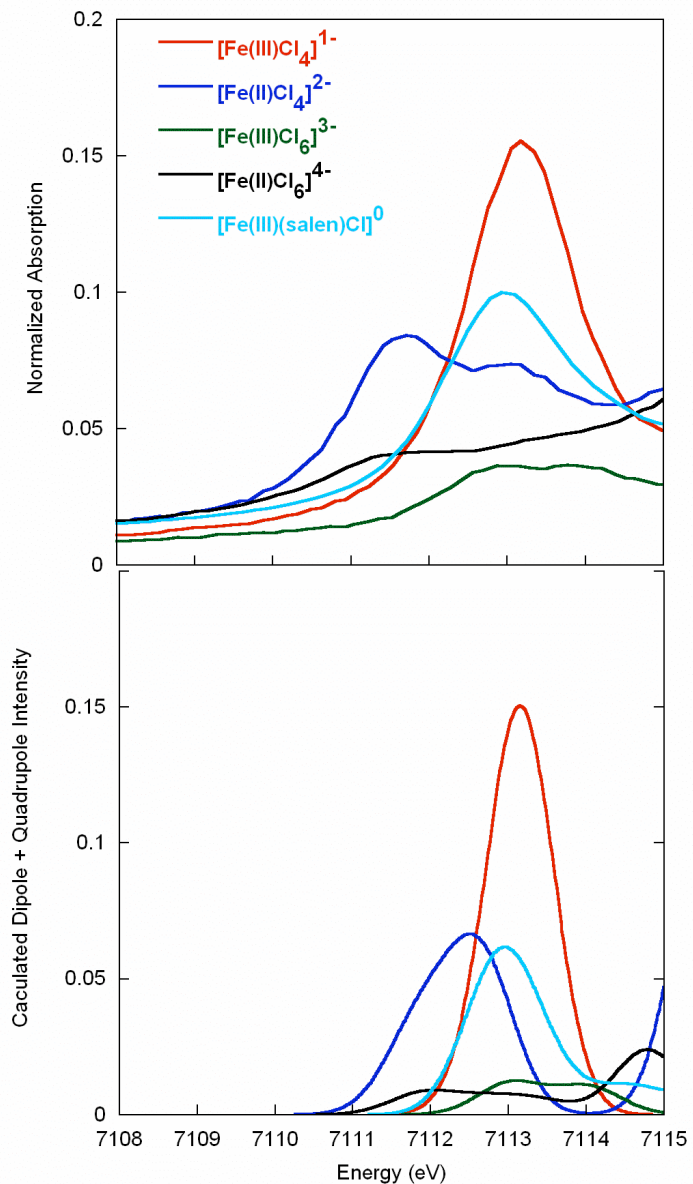 0.2
[Fe(III)Cl4]1-
[Fe(II)Cl4]2-
[Fe(III)Cl6]3-
[Fe(II)Cl6]4-
[Fe(III)(salen)Cl]0
0.15
0.1
0.05
0
Normalized Absorption
0.15
0.1
0.05
0
Caculated Dipole + Quadrupole Intensity
7108 7109 7110 7111 7112 7113 7114 7115
Energy (eV)